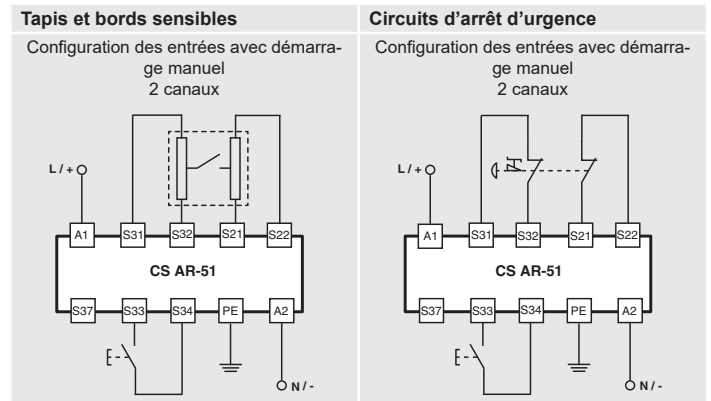 Tapis et bords sensibles
Configuration des entrées avec démarra-
ge manuel
2 canaux
L / +
A1 S31 S32 S21 S22
CS AR-51
S37 S33 S34 PE A2
N / -
Circuits d’arrêt d’urgence
Configuration des entrées avec démarra-
ge manuel
2 canaux
L / +
A1 S31 S32 S21 S22
CS AR-51
S37 S33 S34 PE A2
N / -